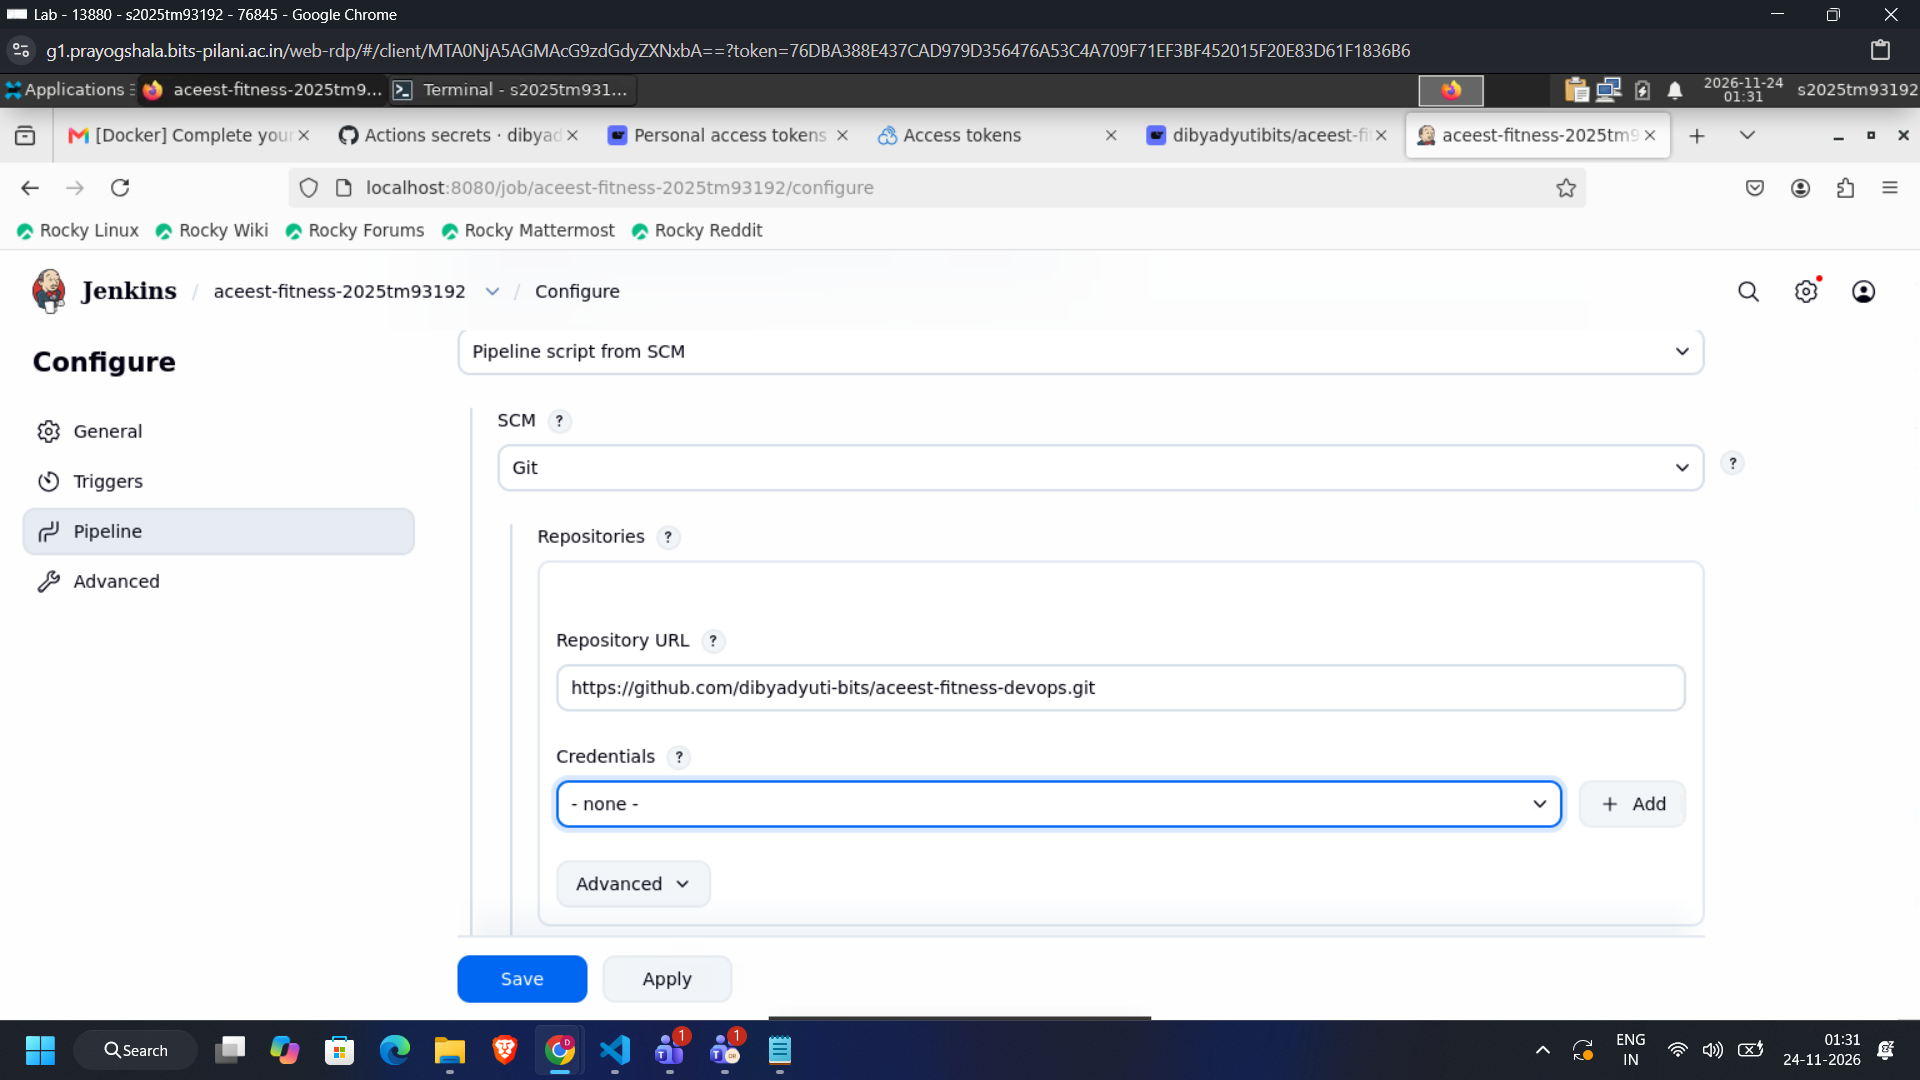 Lab - 13880 - s2025tm93192 - 76845 - Google Chrome
g1.prayogshala.bits-pilani.ac.in/web-rdp/#/client/MTA0NjA5AGMAcG9zdGdyZXNxbA==?token=76DBA388E437CAD979D356476A53C4A709F71EF3BF452015F20E83D61F1836B6
Applications aceest-fitness-2025tm9... Terminal - s2025tm931... 2026-11-24 01:31 s2025tm93192
[Docker] Complete your Actions secrets · dibyad Personal access tokens Access tokens dibyadyutibits/aceest-fi aceest-fitness-2025tm9
localhost:8080/job/aceest-fitness-2025tm93192/configure
Rocky Linux Rocky Wiki Rocky Forums Rocky Mattermost Rocky Reddit
Jenkins / aceest-fitness-2025tm93192 / Configure
Configure
General
Triggers
Pipeline
Advanced
Pipeline script from SCM
SCM ?
Git ?
Repositories ?
Repository URL ?
https://github.com/dibyadyuti-bits/aceest-fitness-devops.git
Credentials ?
- none -
+ Add
Advanced
Save Apply
Search 1 1 ENG IN 01:31 24-11-2026